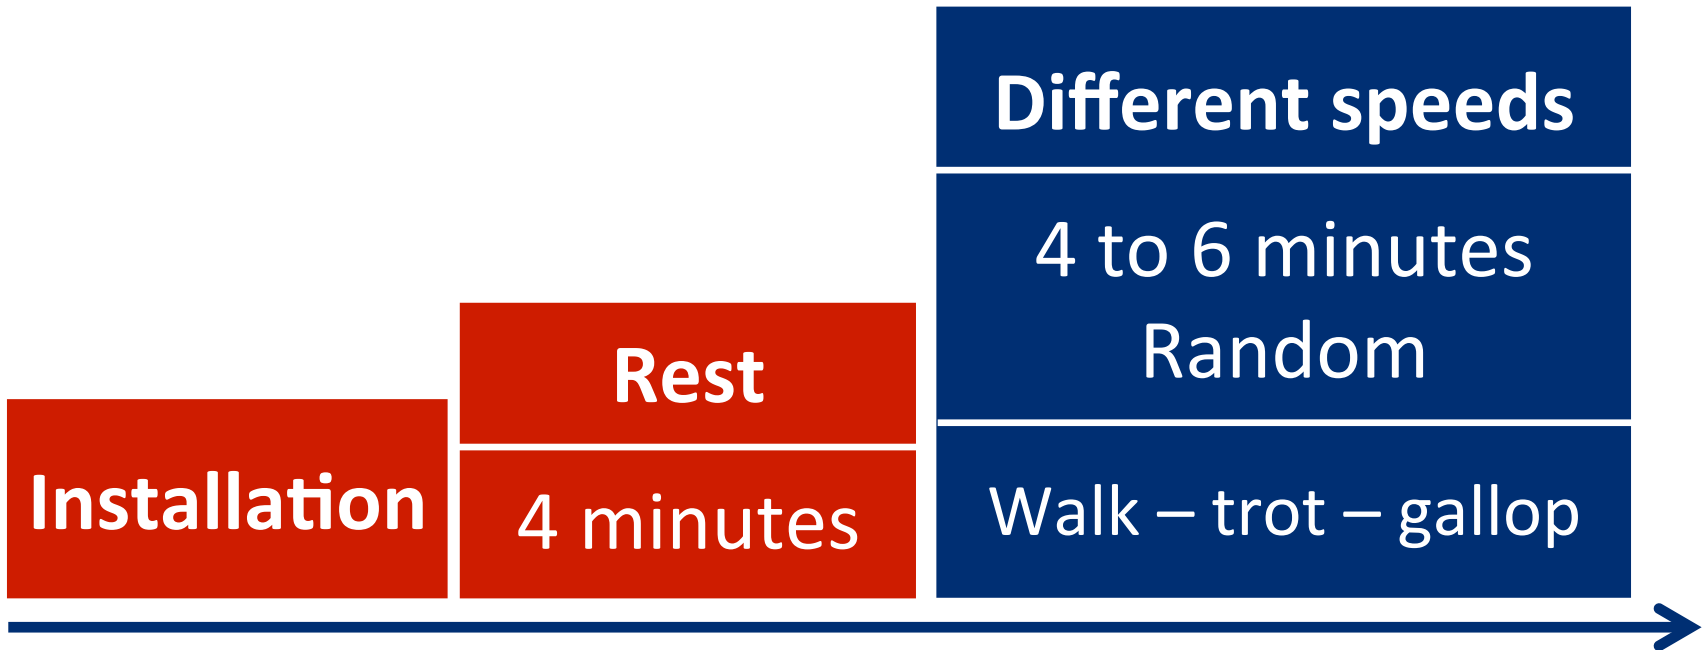 Installation
Rest
4 minutes
Different speeds
4 to 6 minutes
Random
Walk – trot – gallop